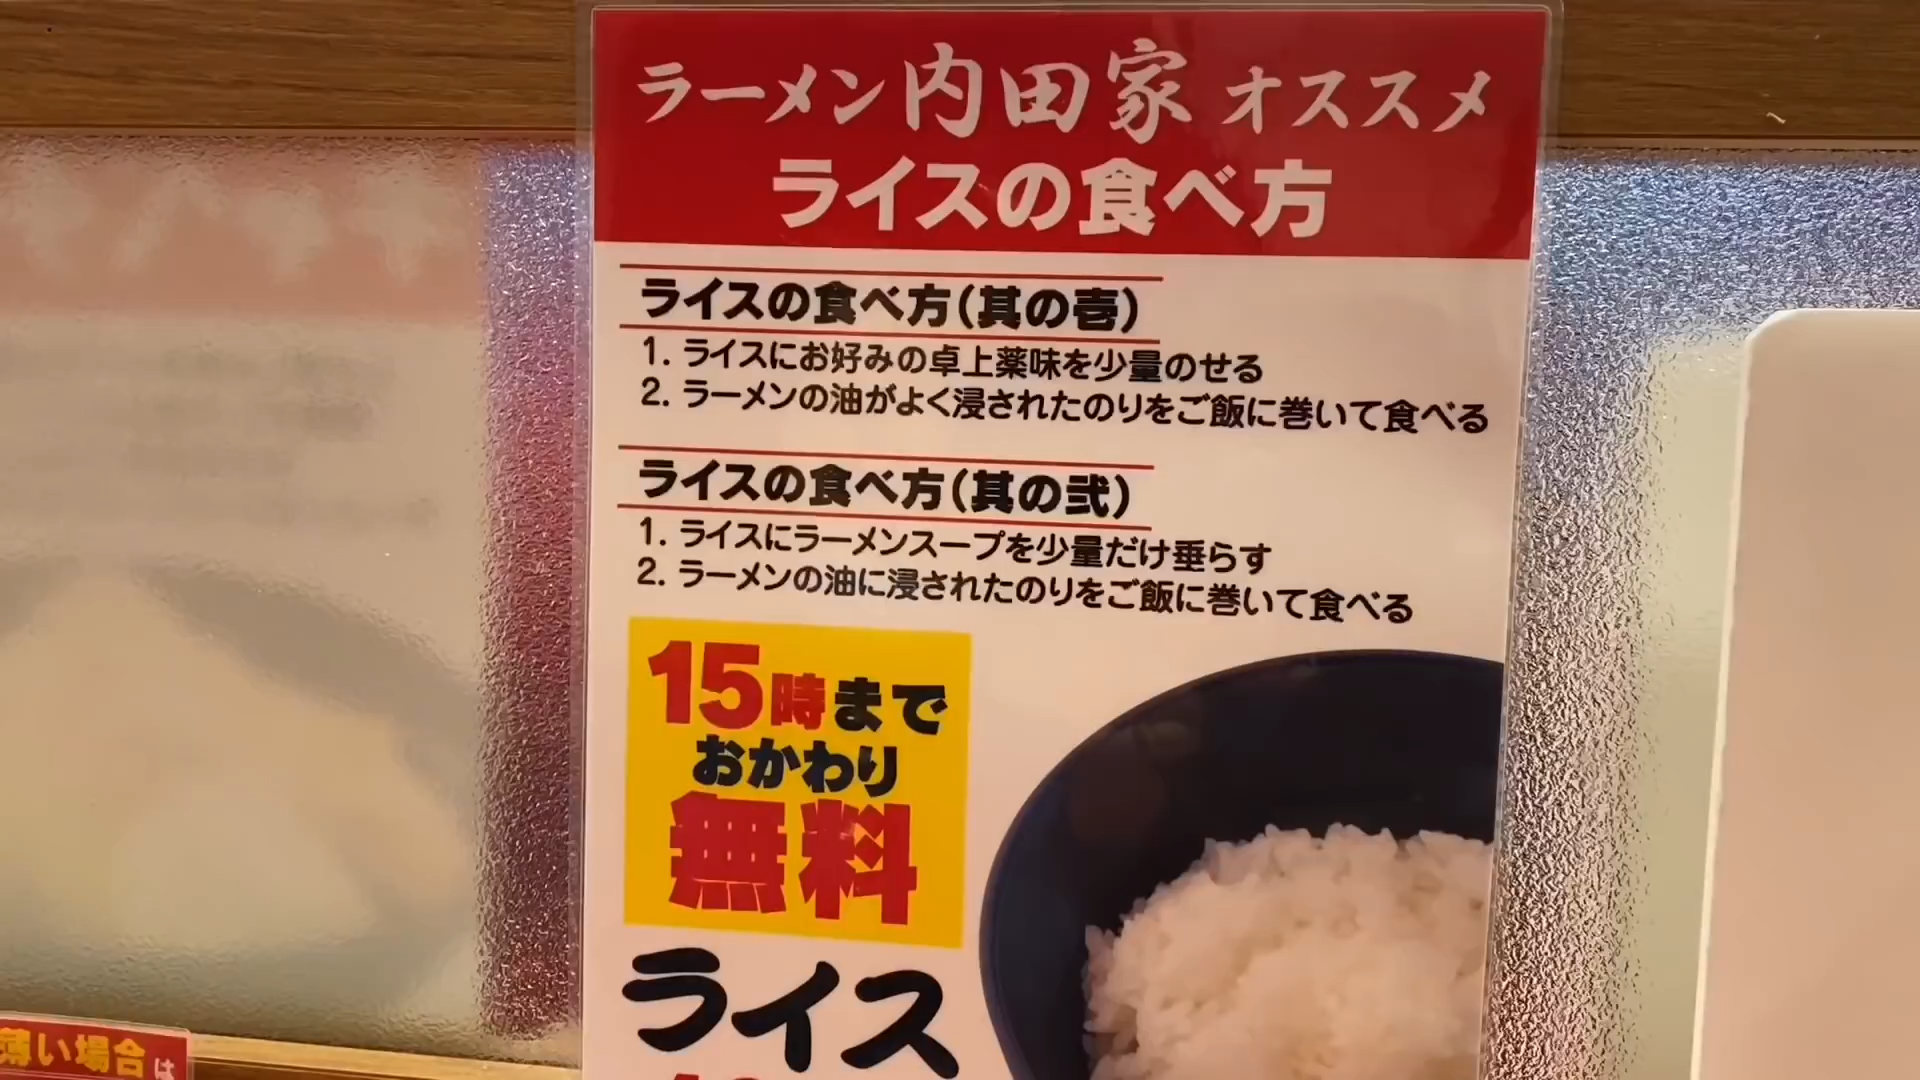 ラーメン内田家 オススメ
ライスの食べ方
ライスの食べ方(其の壱)
1. ライスにお好みの卓上薬味を少量のせる
2. ラーメンの油がよく浸されたのりをご飯に巻いて食べる
ライスの食べ方(其の弐)
1. ライスにラーメンスープを少量だけ垂らす
2. ラーメンの油に浸されたのりをご飯に巻いて食べる
15時まで
おかわり
無料
ライス
薄い場合は